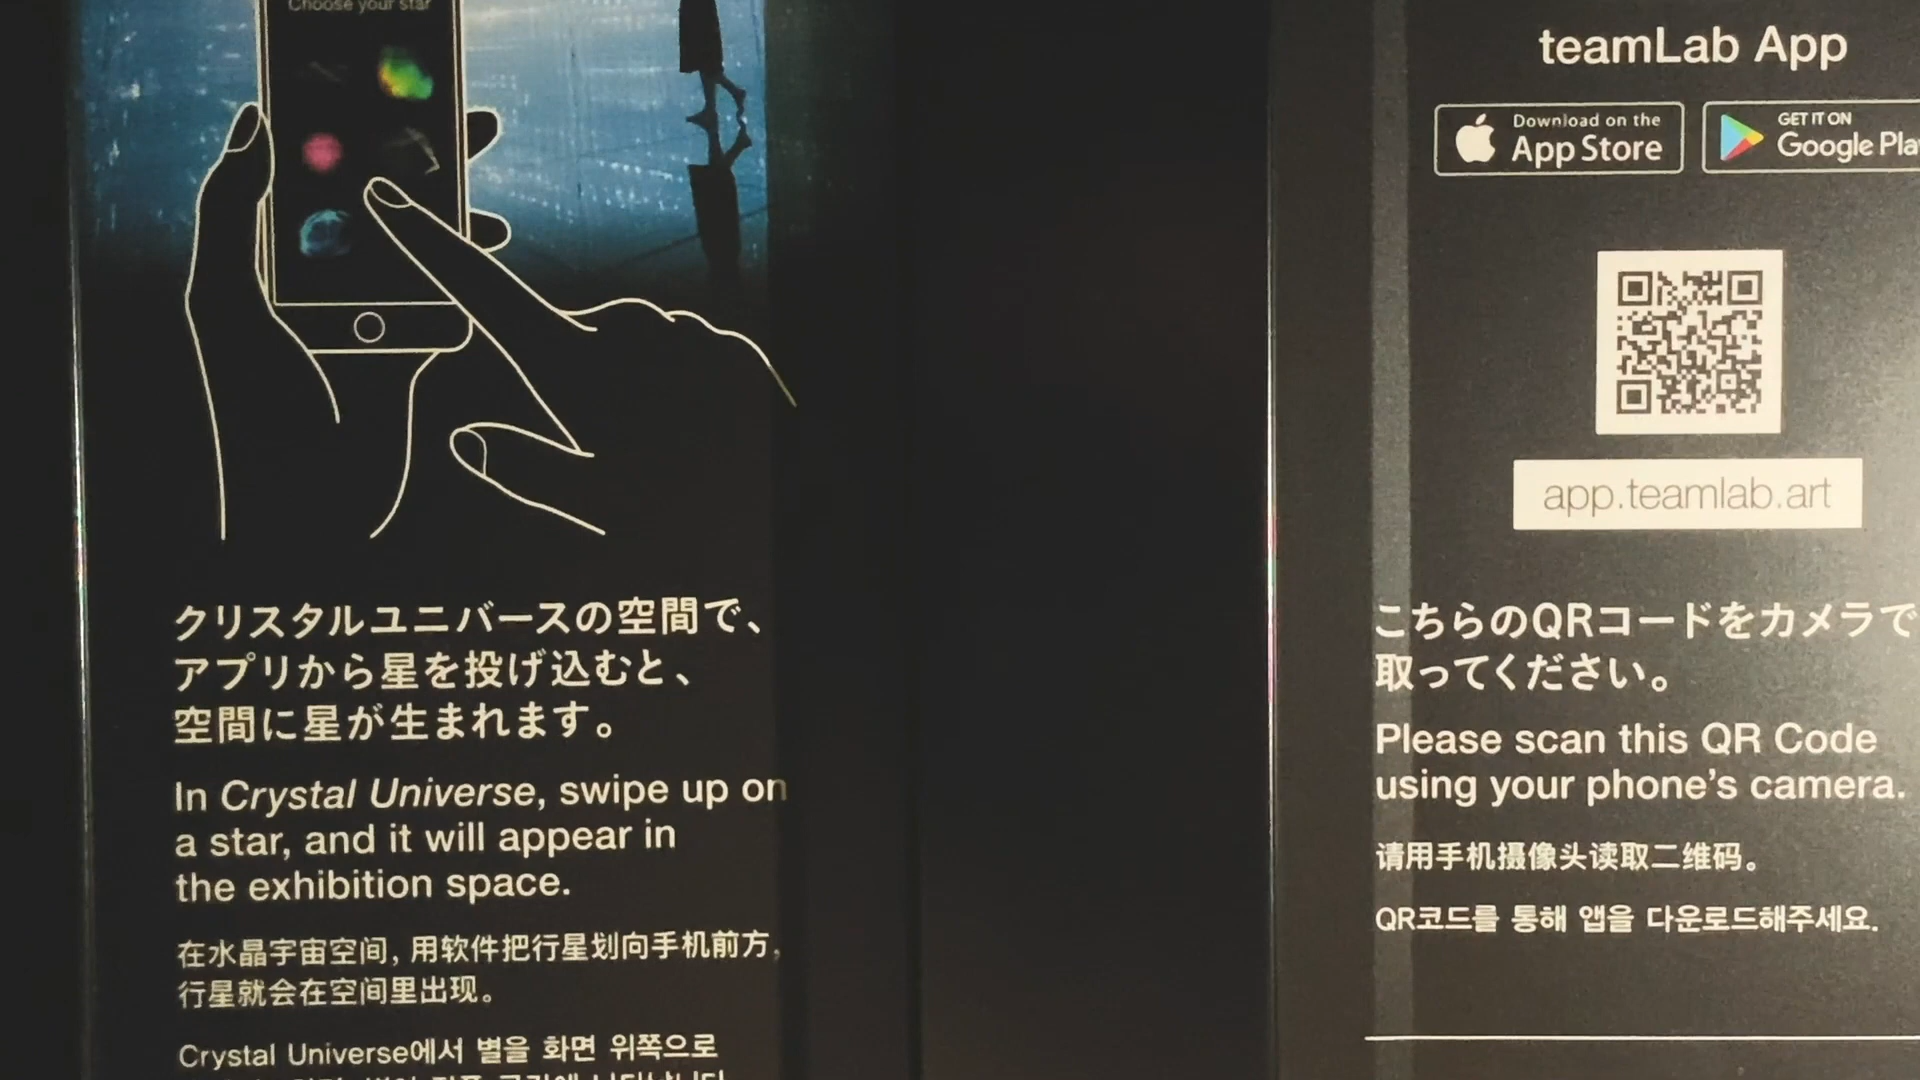 Choose your star
クリスタルユニバースの空間で、
アプリから星を投げ込むと、
空間に星が生まれます。
In Crystal Universe, swipe up on
a star, and it will appear in
the exhibition space.
在水晶宇宙空间，用软件把行星划向手机前方，
行星就会在空间里出现。
Crystal Universe에서 별을 화면 위쪽으로
teamLab App
Download on the
App Store
GET IT ON
Google Play
app.teamlab.art
こちらのQRコードをカメラで
取ってください。
Please scan this QR Code
using your phone's camera.
请用手机摄像头读取二维码。
QR코드를 통해 앱을 다운로드해주세요.